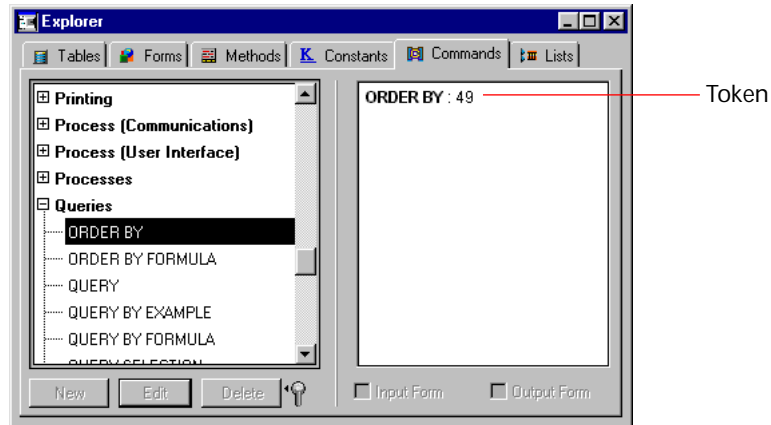 Explorer
Tables Forms Methods K Constants Commands Lists
Printing
Process (Communications)
Process (User Interface)
Processes
Queries
ORDER BY
ORDER BY FORMULA
QUERY
QUERY BY EXAMPLE
QUERY BY FORMULA
QUERY SELECTION
ORDER BY : 49
Token
New Edit Delete
Input Form Output Form